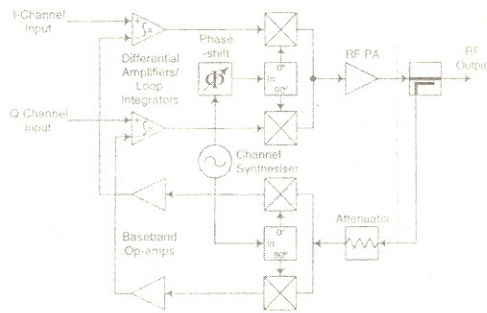 I-Channel
Input
Differential
Amplifiers/
Loop
Integrators
Phase
-shift
Φ
0°
In
90°
RF PA
RF
Output
Q Channel
Input
Channel
Synthesiser
Attenuator
0°
In
90°
Baseband
Op-amps